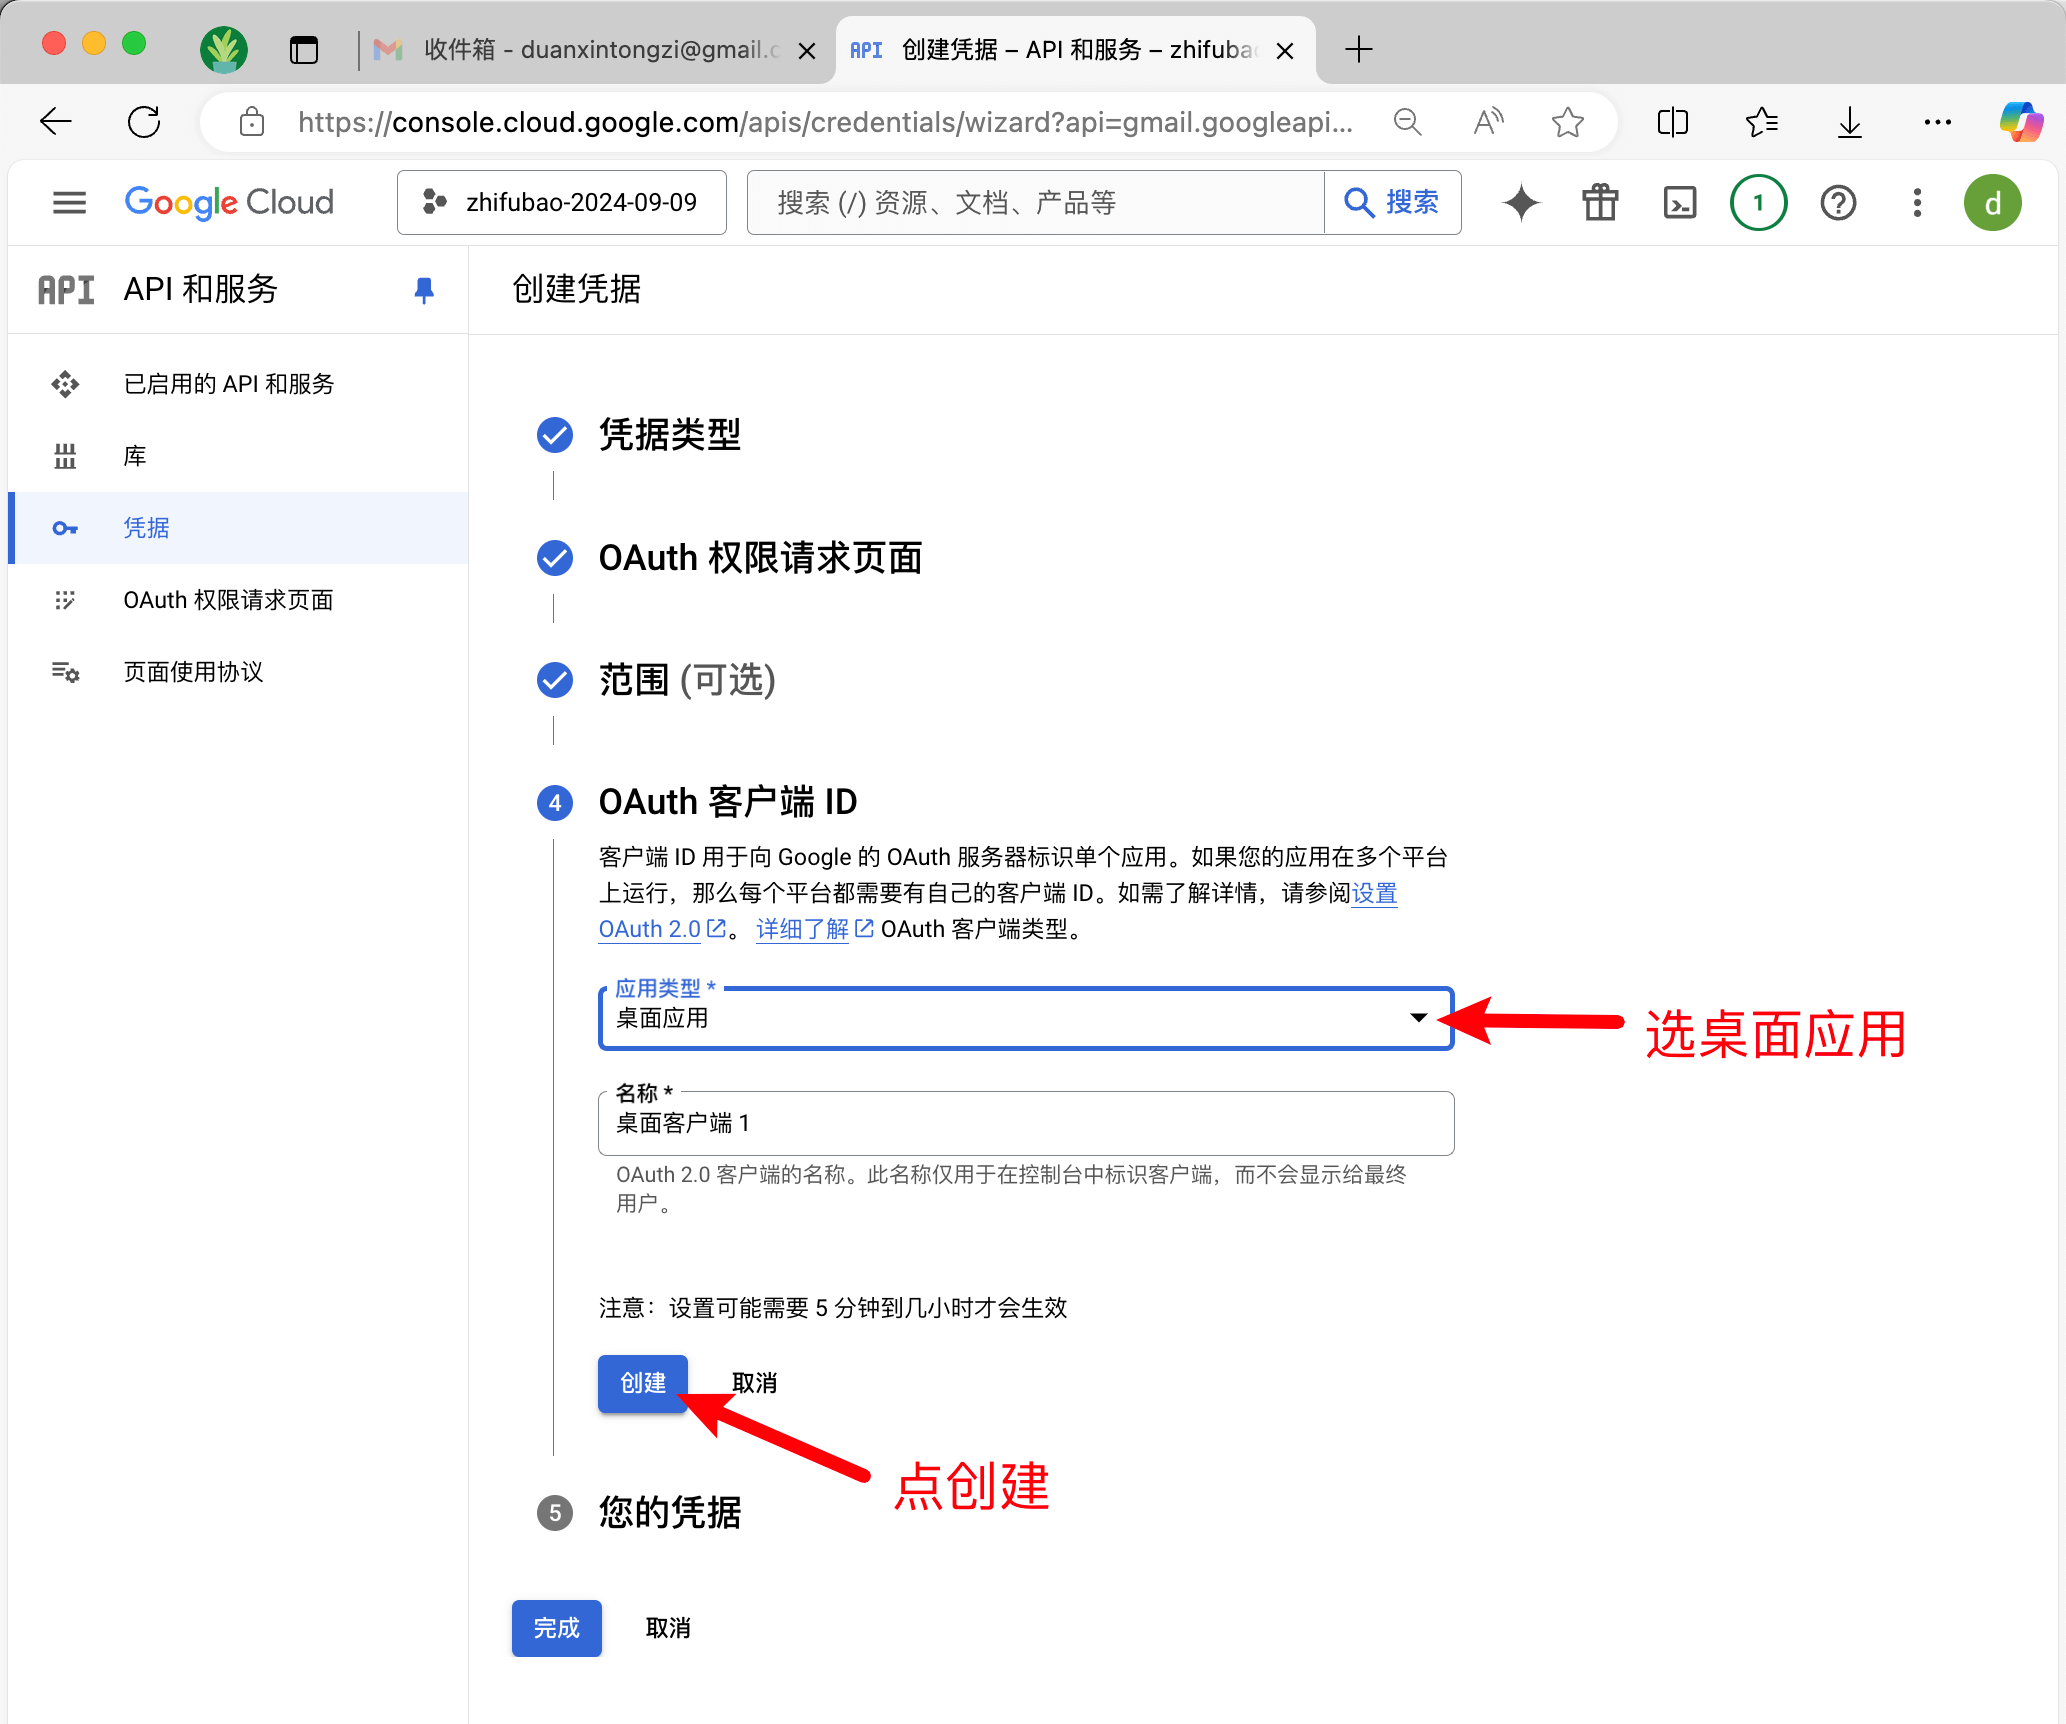 收件箱 - duanxintongzi@gmail.c
API 创建凭据 – API 和服务 – zhifuba
https://console.cloud.google.com/apis/credentials/wizard?api=gmail.googleapi...
Google Cloud
zhifubao-2024-09-09
搜索 (/) 资源、文档、产品等
搜索
1
d
API API 和服务
创建凭据
已启用的 API 和服务
库
凭据
OAuth 权限请求页面
页面使用协议
凭据类型
OAuth 权限请求页面
范围 (可选)
4 OAuth 客户端 ID
客户端 ID 用于向 Google 的 OAuth 服务器标识单个应用。如果您的应用在多个平台
上运行，那么每个平台都需要有自己的客户端 ID。如需了解详情，请参阅设置
OAuth 2.0。 详细了解 OAuth 客户端类型。
应用类型 *
桌面应用
选桌面应用
名称 *
桌面客户端 1
OAuth 2.0 客户端的名称。此名称仅用于在控制台中标识客户端，而不会显示给最终
用户。
注意：设置可能需要 5 分钟到几小时才会生效
创建 取消
点创建
5 您的凭据
完成 取消